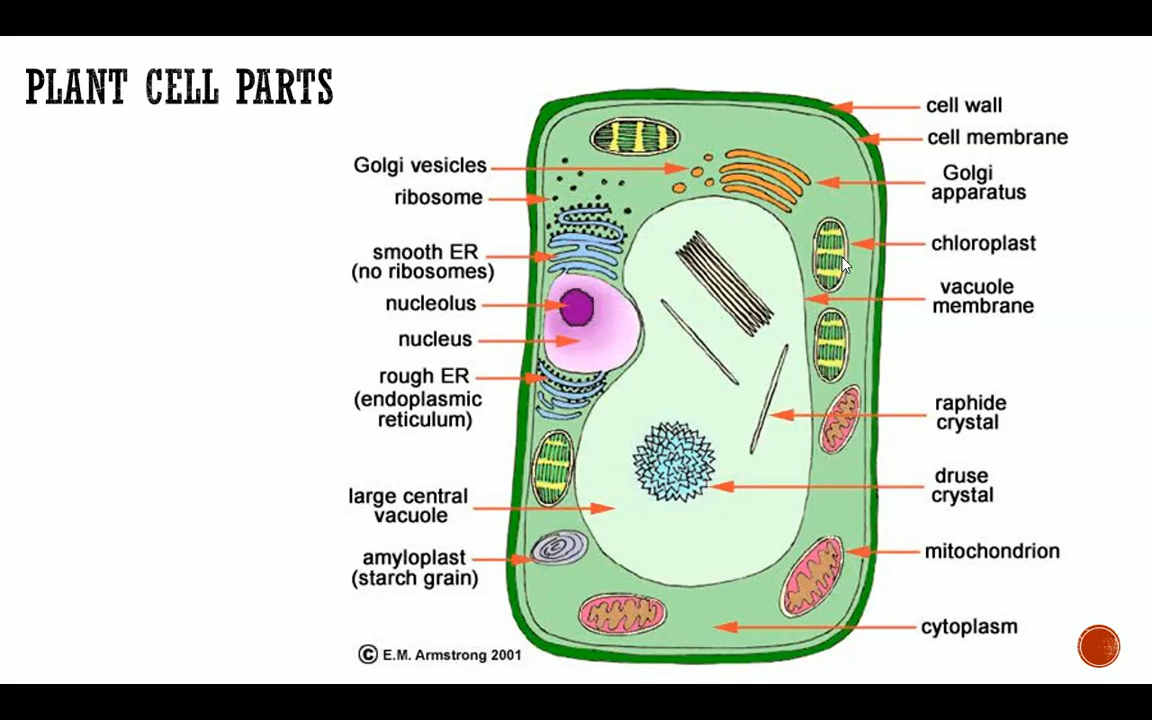 PLANT CELL PARTS
Golgi vesicles
ribosome
smooth ER
(no ribosomes)
nucleolus
nucleus
rough ER
(endoplasmic
reticulum)
large central
vacuole
amyloplast
(starch grain)
cell wall
cell membrane
Golgi
apparatus
chloroplast
vacuole
membrane
raphide
crystal
druse
crystal
mitochondrion
cytoplasm
© E.M. Armstrong 2001